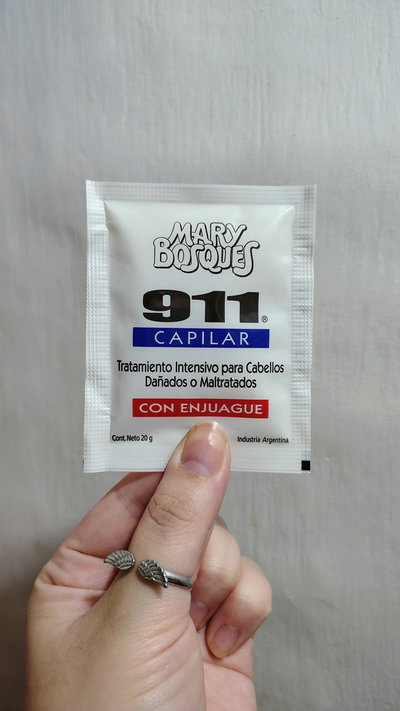 MARY
BOSQUES
911®
CAPILAR
Tratamiento Intensivo para Cabellos
Dañados o Maltratados
CON ENJUAGUE
Cont. Neto 20 g Industria Argentina